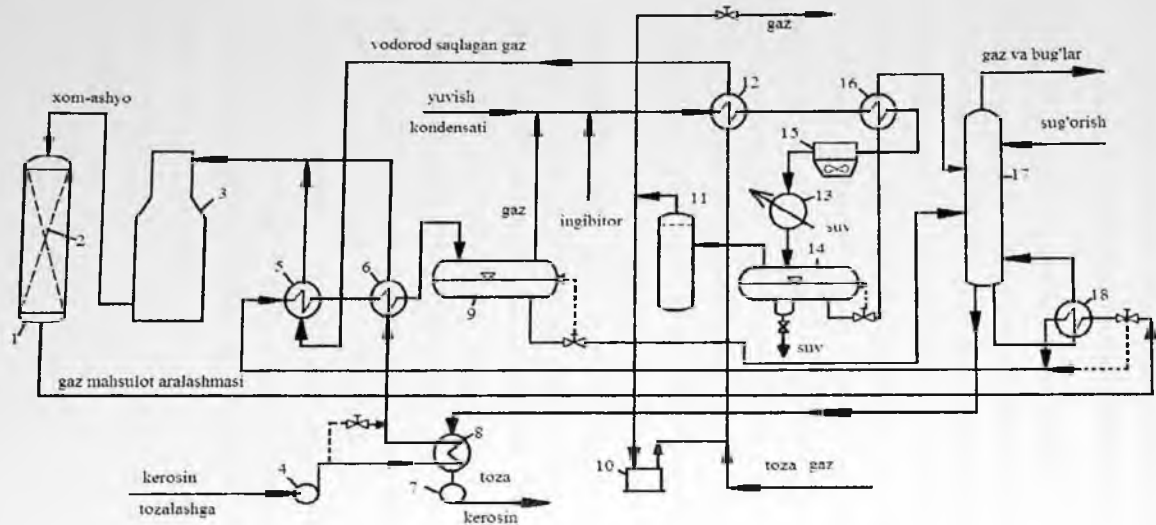 gaz
vodorod saqlagan gaz
gaz va bug'lar
12
16
xom-ashyo
yuvish
kondensati
sug'orish
15
17
3
gaz
11
2
ingibitor
13
suv
5
6
14
9
18
1
suv
gaz mahsulot aralashmasi
8
4
kerosin
tozalashga
7
toza
kerosin
10
toza gaz